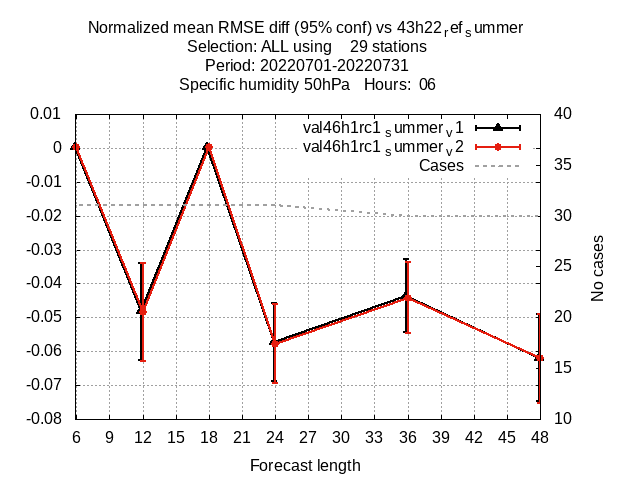 Normalized mean RMSE diff (95% conf) vs 43h22refsummer
Selection: ALL using 29 stations
Period: 20220701-20220731
Specific humidity 50hPa Hours: 06
val46h1rc1summerv1
val46h1rc1summerv2
Cases
0.01
0
-0.01
-0.02
-0.03
-0.04
-0.05
-0.06
-0.07
-0.08
40
35
30
25
20
15
10
No cases
6 9 12 15 18 21 24 27 30 33 36 39 42 45 48
Forecast length